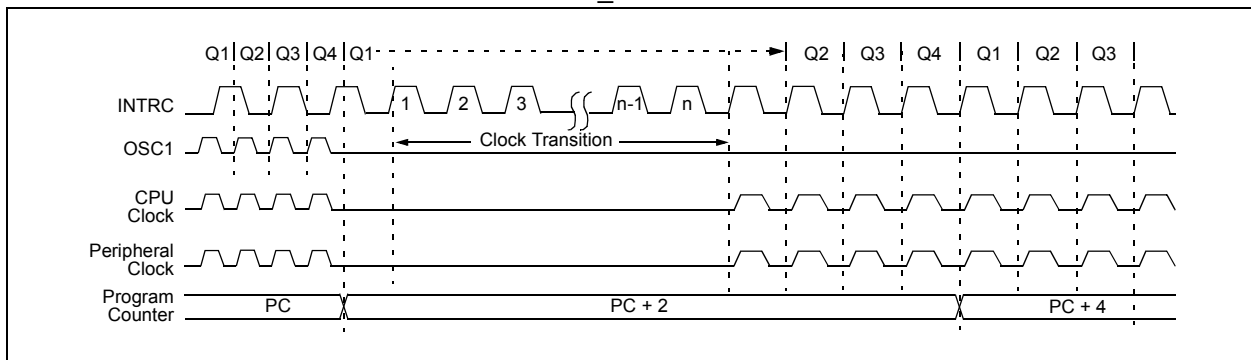 Q1 Q2 Q3 Q4 Q1 Q2 Q3 Q4 Q1 Q2 Q3
INTRC 1 2 3 n-1 n
Clock Transition
OSC1
CPU
Clock
Peripheral
Clock
Program
Counter
PC PC + 2 PC + 4